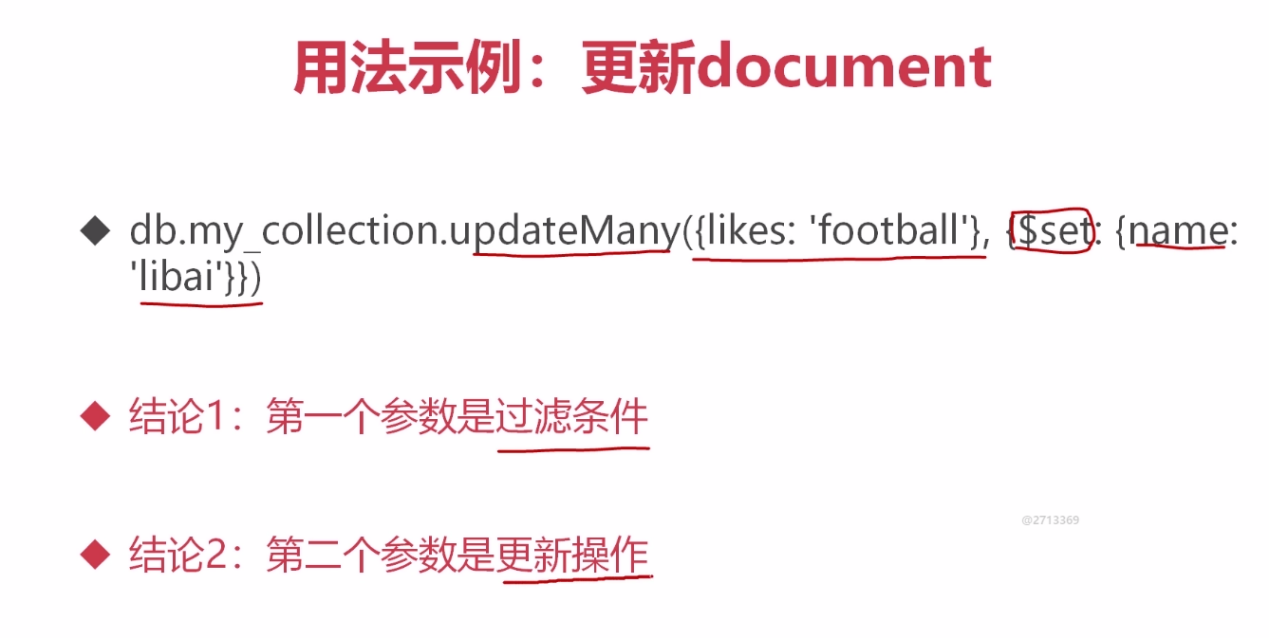 用法示例：更新document
db.my_collection.updateMany({likes: 'football'}, {$set: {name:
'libai'}})
结论1：第一个参数是过滤条件
@2713369
结论2：第二个参数是更新操作